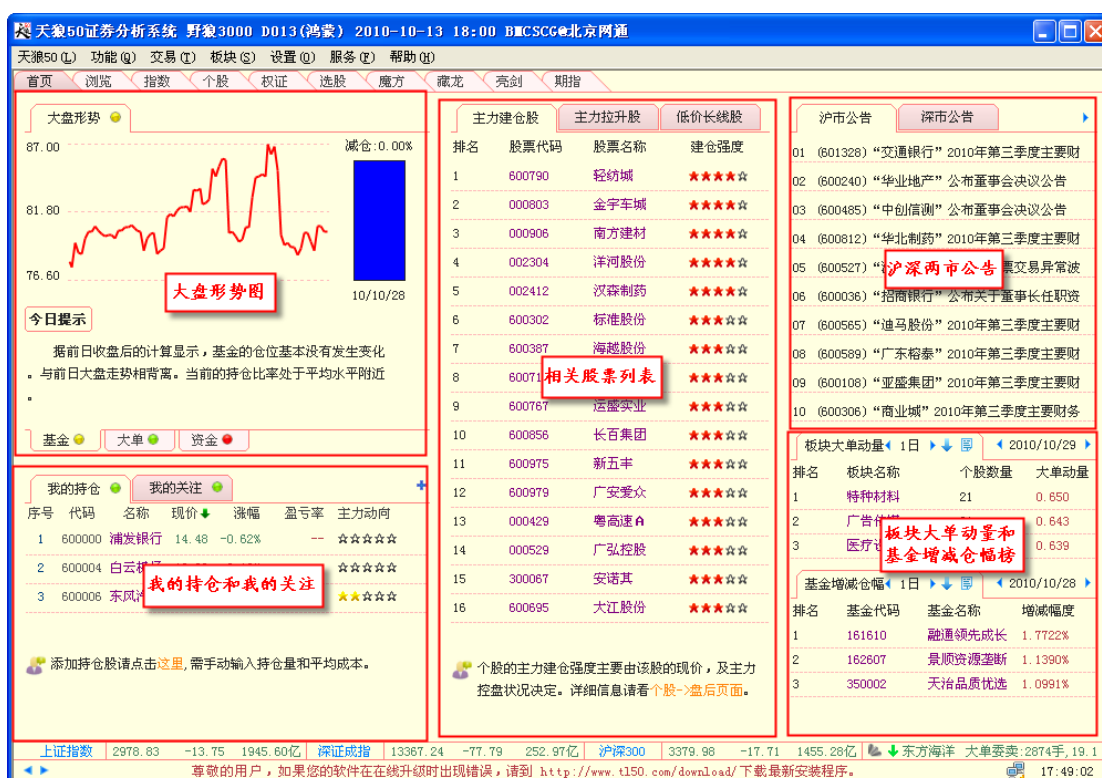 天狼50证券分析系统 野狼3000 D013(鸿蒙) 2010-10-13 18:00 BMCSCG@北京网通
天狼50(L) 功能(Q) 交易(T) 板块(S) 设置(O) 服务(F) 帮助(H)
首页 浏览 指数 个股 权证 选股 魔方 藏龙 亮剑 期指
大盘形势
87.00 减仓:0.00%
81.80
76.60
大盘形势图
10/10/28
今日提示
据前日收盘后的计算显示，基金的仓位基本没有发生变化
。与前日大盘走势相背离。当前的持仓比率处于平均水平附近
。
基金 大单 资金
我的持仓 我的关注
序号 代码 名称 现价 涨幅 盈亏率 主力动向
1 600000 浦发银行 14.48 -0.62% -- ☆☆☆☆☆
2 600004 白云 ☆☆☆☆☆
3 600006 东风 ★★☆☆☆
我的持仓和我的关注
添加持仓股请点击这里,需手动输入持仓量和平均成本。
主力建仓股 主力拉升股 低价长线股
排名 股票代码 股票名称 建仓强度
1 600790 轻纺城 ★★★★☆
2 000803 金宇车城 ★★★★☆
3 000906 南方建材 ★★★★☆
4 002304 洋河股份 ★★★★☆
5 002412 汉森制药 ★★★★☆
6 600302 标准股份 ★★★☆☆
7 600387 海越股份 ★★★☆☆
8 60071 ★★★☆☆
相关股票列表
9 600767 运盛实业 ★★★☆☆
10 600856 长百集团 ★★★☆☆
11 600975 新五丰 ★★★☆☆
12 600979 广安爱众 ★★★☆☆
13 000429 粤高速A ★★★☆☆
14 000529 广弘控股 ★★★☆☆
15 300067 安诺其 ★★★☆☆
16 600695 大江股份 ★★★☆☆
个股的主力建仓强度主要由该股的现价，及主力
控盘状况决定。详细信息请看个股->盘后页面。
沪市公告 深市公告
01 (601328)“交通银行”2010年第三季度主要财
02 (600240)“华业地产”公布董事会决议公告
03 (600485)“中创信测”公布董事会决议公告
04 (600812)“华北制药”2010年第三季度主要财
05 (600527)“ 票交易异常波
沪深两市公告
06 (600036)“招商银行”公布关于董事长任职资
07 (600565)“迪马股份”2010年第三季度主要财
08 (600589)“广东榕泰”2010年第三季度主要财
09 (600108)“亚盛集团”2010年第三季度主要财
10 (600306)“商业城”2010年第三季度主要财务
板块大单动量 1日 2010/10/29
排名 板块名称 个股数量 大单动量
1 特种材料 21 0.650
2 广告 0.643
3 医疗 0.639
板块大单动量和
基金增减仓幅榜
基金增减仓幅 1日 2010/10/28
排名 基金代码 基金名称 增减幅度
1 161610 融通领先成长 1.7722%
2 162607 景顺资源垄断 1.1390%
3 350002 天治品质优选 1.0991%
上证指数 2978.83 -13.75 1945.60亿 深证成指 13367.24 -77.79 252.97亿 沪深300 3379.98 -17.71 1455.28亿 东方海洋 大单委卖:2874手,19.1
尊敬的用户，如果您的软件在在线升级时出现错误，请到 http://www.tl50.com/download/下载最新安装程序。 17:49:02